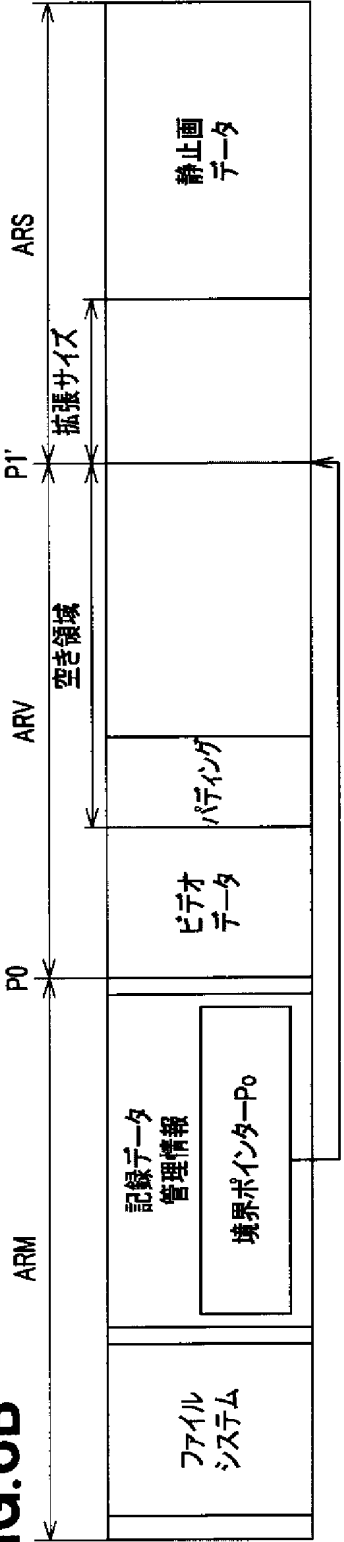 IG.6B
ARM
P0
ARV
P1'
ARS
空き領域
拡張サイズ
ファイル
システム
記録データ
管理情報
境界ポインターPo
ビデオ
データ
パディング
静止画
データ